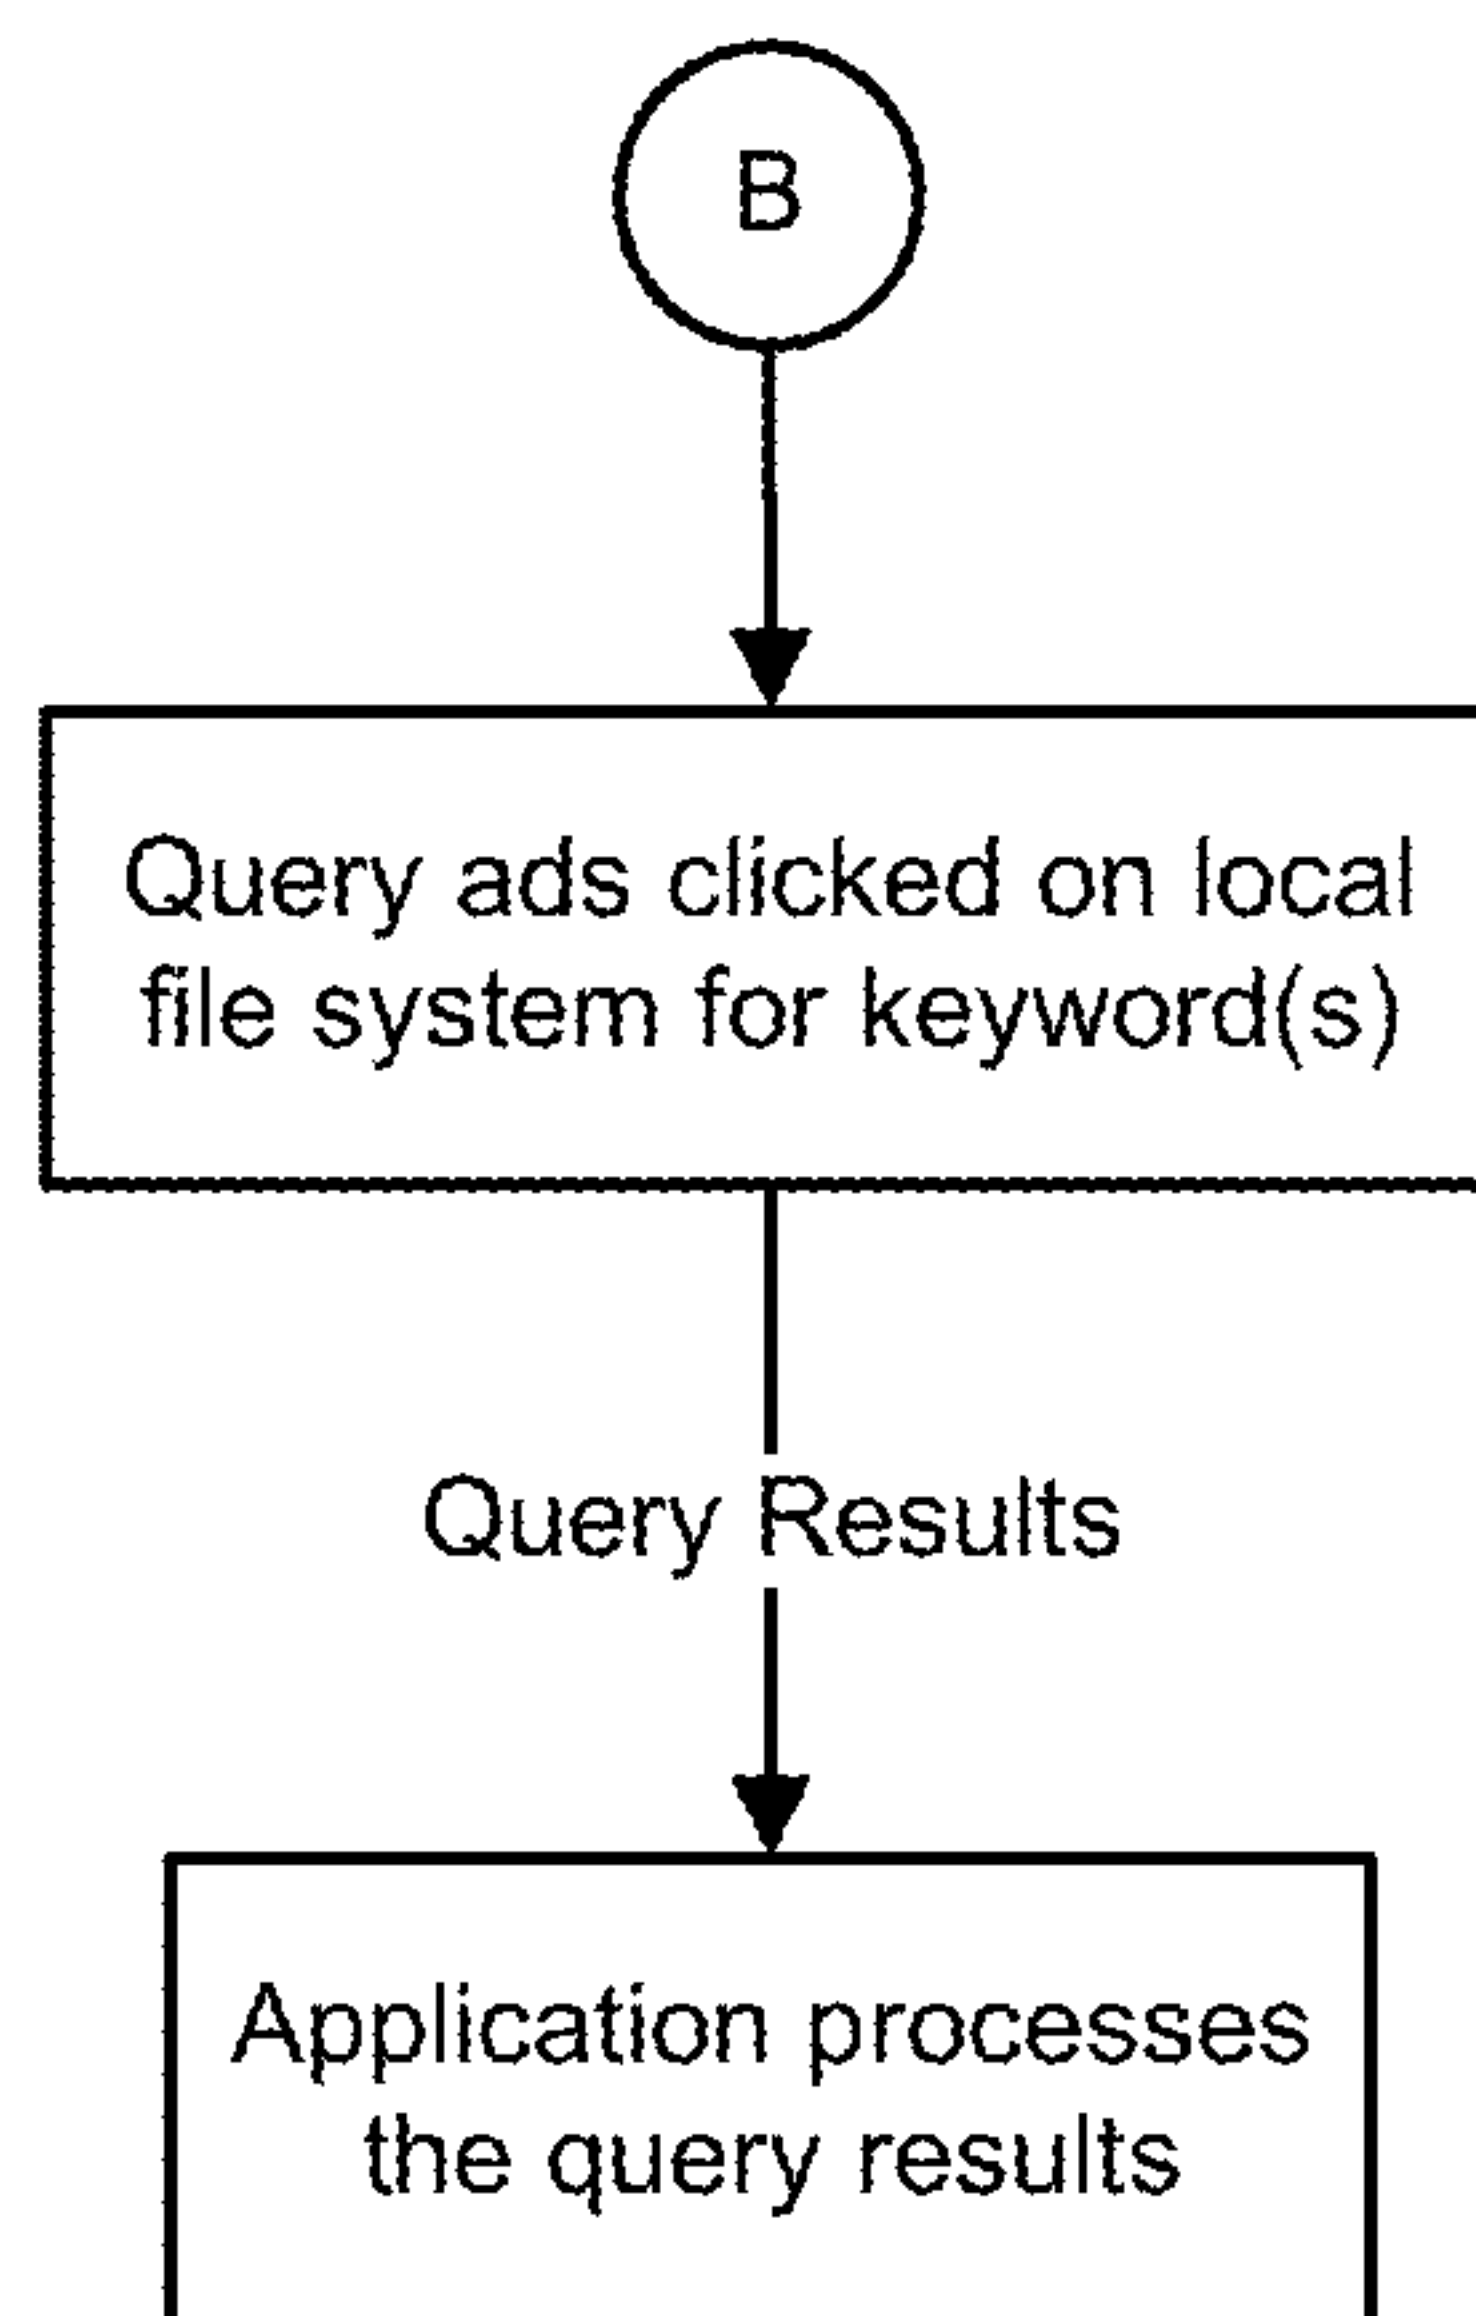 B
Query ads clicked on local
file system for keyword(s)
Query Results
Application processes
the query results